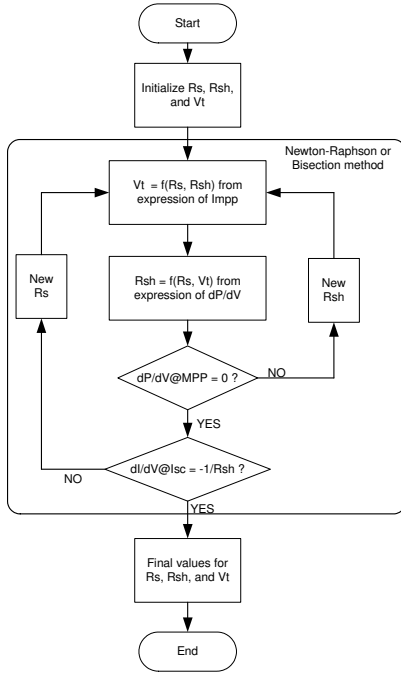 Start
Initialize Rs, Rsh,
and Vt
Newton-Raphson or
Bisection method
Vt = f(Rs, Rsh) from
expression of Impp
New
Rs
Rsh = f(Rs, Vt) from
expression of dP/dV
New
Rsh
dP/dV@MPP = 0 ?
NO
YES
dI/dV@Isc = -1/Rsh ?
NO
YES
Final values for
Rs, Rsh, and Vt
End